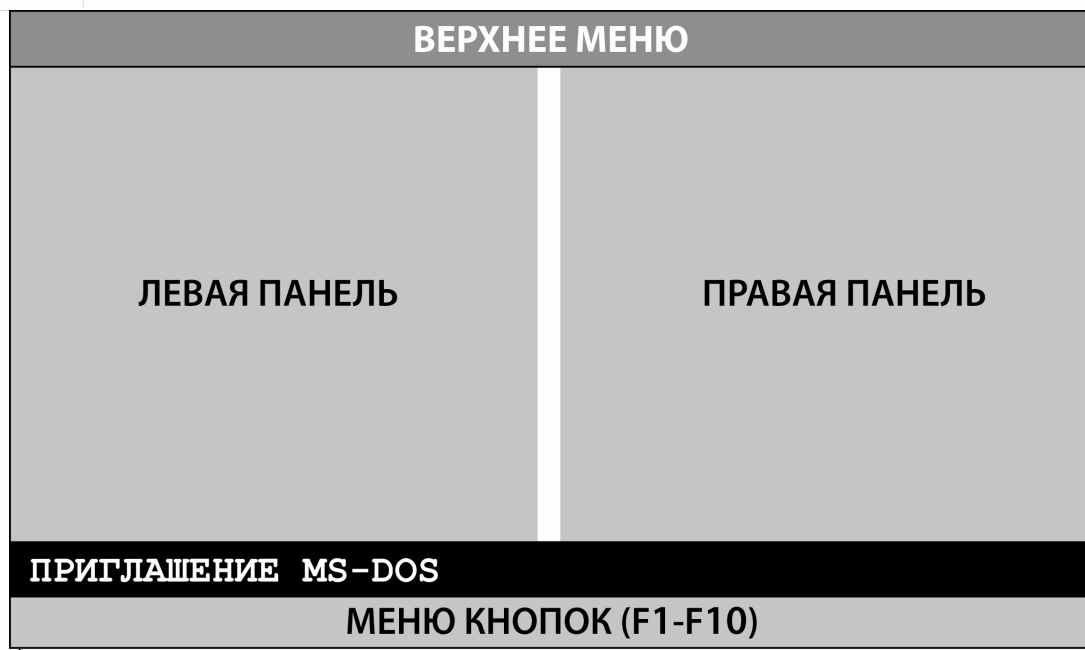 ВЕРХНЕЕ МЕНЮ
ЛЕВАЯ ПАНЕЛЬ
ПРАВАЯ ПАНЕЛЬ
ПРИГЛАШЕНИЕ MS-DOS
МЕНЮ КНОПОК (F1-F10)